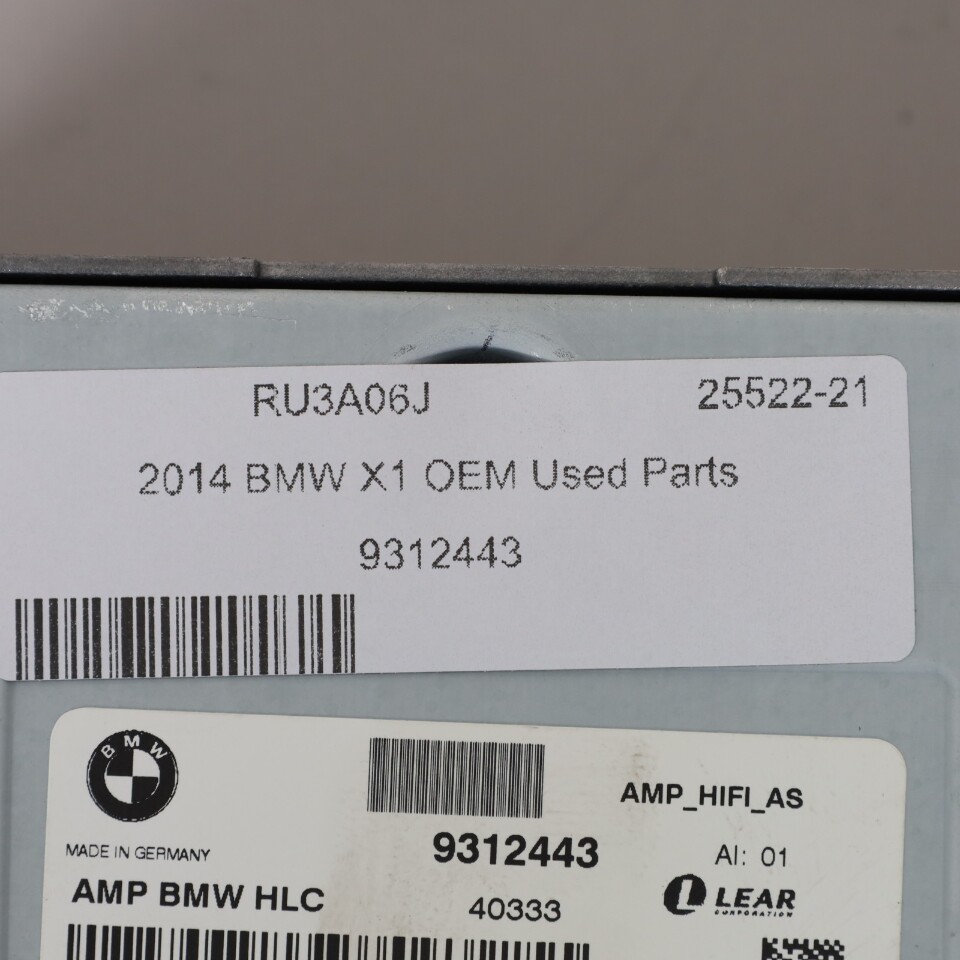 RU3A06J 25522-21
2014 BMW X1 OEM Used Parts
9312443
BMW
AMP_HIFI_AS
MADE IN GERMANY 9312443 AI: 01
AMP BMW HLC 40333 LEAR
CORPORATION